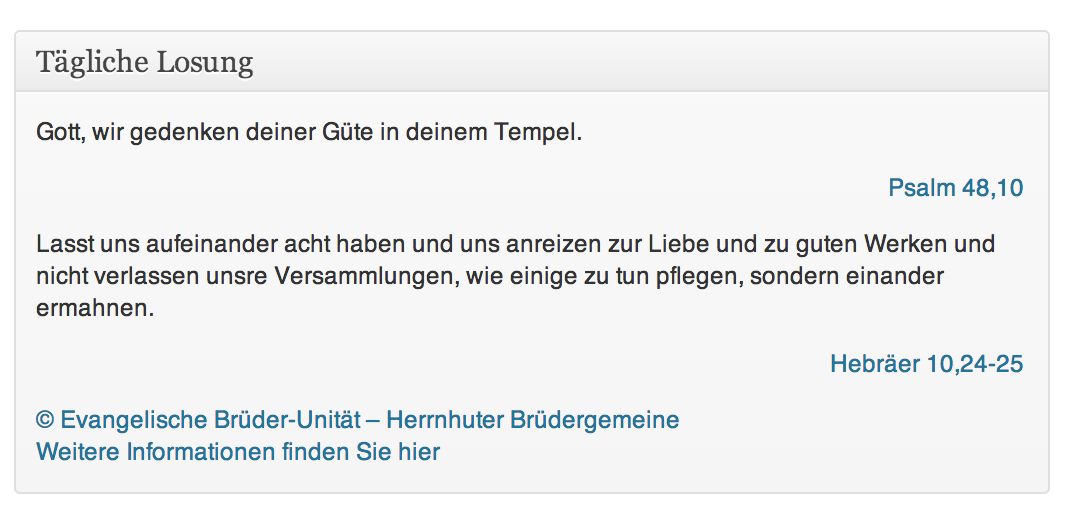 Tägliche Losung
Gott, wir gedenken deiner Güte in deinem Tempel.
Psalm 48,10
Lasst uns aufeinander acht haben und uns anreizen zur Liebe und zu guten Werken und
nicht verlassen unsre Versammlungen, wie einige zu tun pflegen, sondern einander
ermahnen.
Hebräer 10,24-25
© Evangelische Brüder-Unität – Herrnhuter Brüdergemeine
Weitere Informationen finden Sie hier